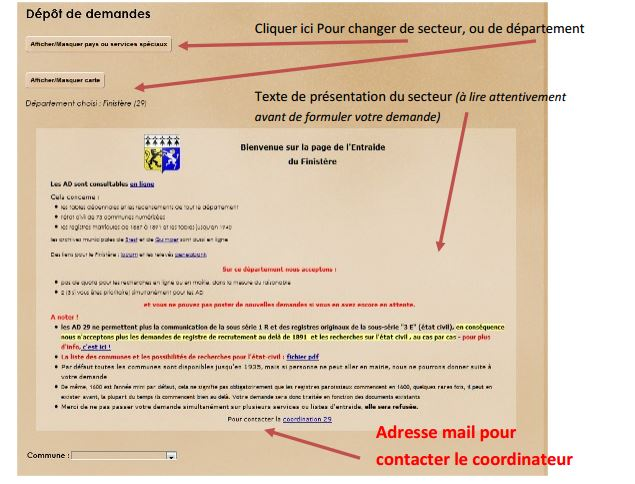 Dépôt de demandes
Cliquer ici Pour changer de secteur, ou de département
Afficher/Masquer pays ou services spéciaux
Afficher/Masquer carte
Département choisi : Finistère (29)
Texte de présentation du secteur (à lire attentivement
avant de formuler votre demande)
Bienvenue sur la page de l'Entraide
du Finistère
Les AD sont consultables en ligne
Cela concerne :
• les tables décennales et les recensements de tout le département
• l'état civil de 73 communes numérisées
• les registres matricules de 1887 à 1891 et les tables jusqu'en 1940
les archives municipales de Brest et de Quimper sont aussi en ligne
Des liens pour le Finistère :
et les relevés
Sur ce département nous acceptons :
• pas de quota pour les recherches en ligne ou en mairie, dans la mesure du raisonnable
• 2 (3 si vous êtes prioritaire) simultanément pour les AD
et vous ne pouvez pas poster de nouvelles demandes si vous en avez encore en attente.
A noter !
• les AD 29 ne permettent plus la communication de la sous série 1 R et des registres originaux de la sous-série "3 E" (état civil), en conséquence
nous n'acceptons plus les demandes de registre de recrutement au delà de 1891 et les recherches sur l'état civil , au cas par cas - pour plus
d'info, c'est ici !
• La liste des communes et les possibilités de recherches pour l'état-civil : fichier pdf
• Par défaut toutes les communes sont disponibles jusqu'en 1935, mais si personne ne peut aller en mairie, nous ne pourrons donner suite à
votre demande
• De même, 1600 est l'année mini par défaut, cela ne signifie pas obligatoirement que les registres paroissiaux commencent en 1600, quelques rares fois, il peut en
exister avant, la plupart du temps ils commencent bien au delà. Votre demande sera donc traitée en fonction des documents existants
• Merci de ne pas passer votre demande simultanément sur plusieurs services ou listes d'entraide, elle sera refusée.
Pour contacter la coordination 29
Adresse mail pour
contacter le coordinateur
Commune :